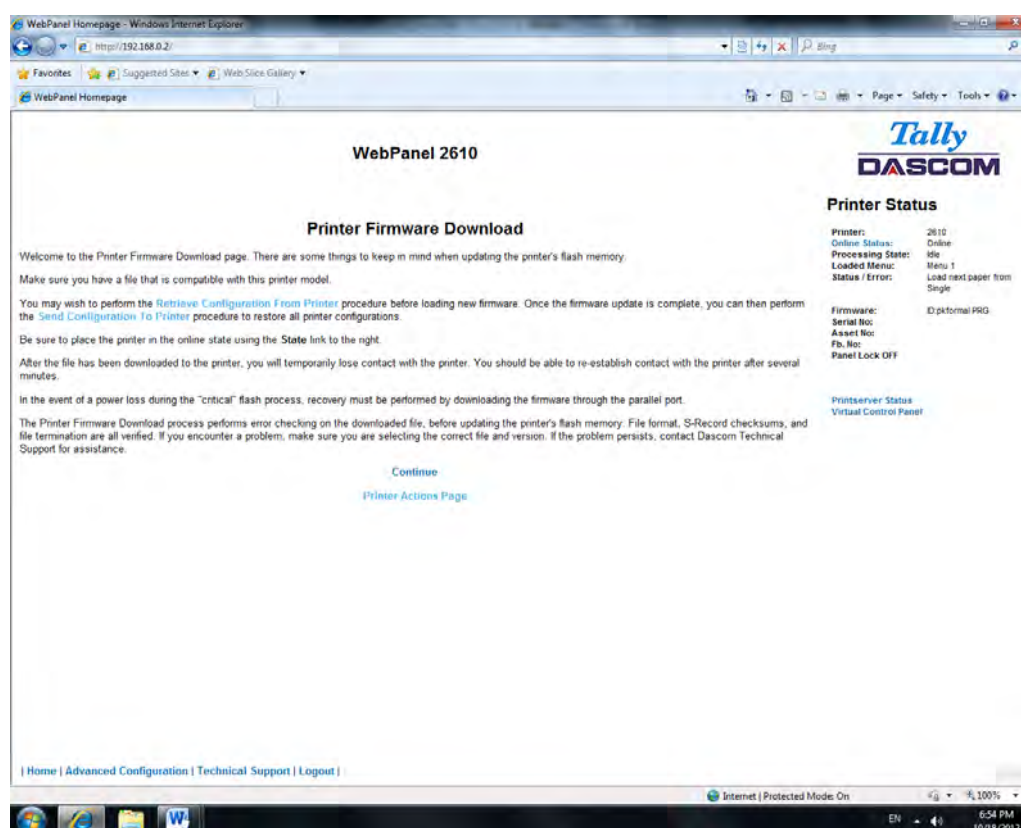 WebPanel Homepage - Windows Internet Explorer
http://192.168.0.2/
Bing
Favorites Suggested Sites Web Slice Gallery
WebPanel Homepage
Page Safety Tools
Tally
DASCOM
WebPanel 2610
Printer Status
Printer Firmware Download
Printer: 2610
Online Status: Online
Processing State: Idle
Loaded Menu: Menu 1
Status / Error: Load next paper from
Single
Firmware: D:pkformal PRG
Serial No:
Asset No:
Fb. No:
Panel Lock OFF
Printserver Status
Virtual Control Panel
Welcome to the Printer Firmware Download page. There are some things to keep in mind when updating the printer's flash memory.
Make sure you have a file that is compatible with this printer model.
You may wish to perform the Retrieve Configuration From Printer procedure before loading new firmware. Once the firmware update is complete, you can then perform
the Send Configuration To Printer procedure to restore all printer configurations.
Be sure to place the printer in the online state using the State link to the right.
After the file has been downloaded to the printer, you will temporarily lose contact with the printer. You should be able to re-establish contact with the printer after several
minutes.
In the event of a power loss during the "critical" flash process, recovery must be performed by downloading the firmware through the parallel port.
The Printer Firmware Download process performs error checking on the downloaded file, before updating the printer's flash memory. File format, S-Record checksums, and
file termination are all verified. If you encounter a problem, make sure you are selecting the correct file and version. If the problem persists, contact Dascom Technical
Support for assistance.
Continue
Printer Actions Page
| Home | Advanced Configuration | Technical Support | Logout |
Internet | Protected Mode: On 100%
EN 6:54 PM